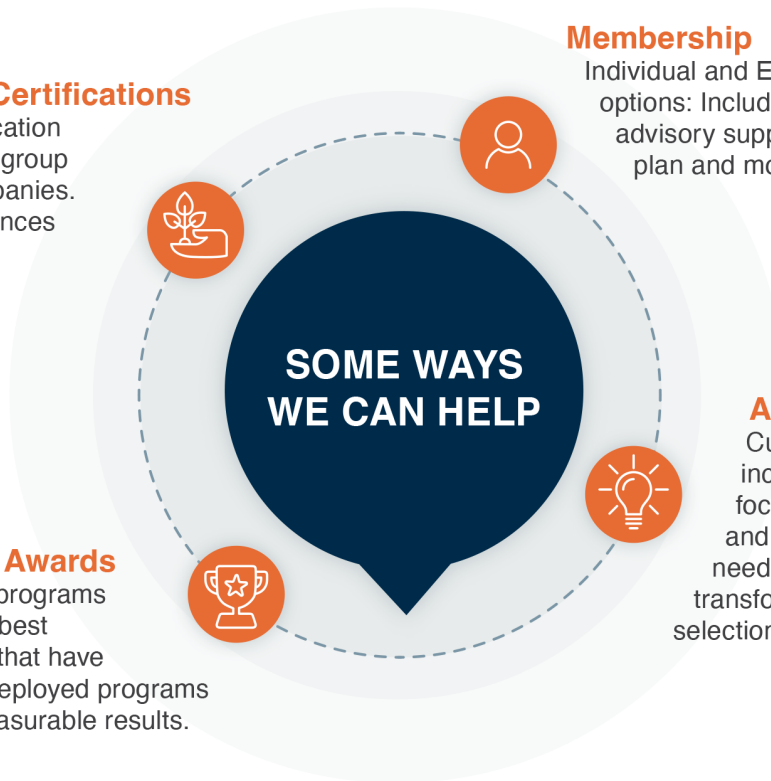 Membership
Individual and E
options: Includ
advisory supp
plan and mo
Certifications
cation
group
panies.
nces
SOME WAYS
WE CAN HELP
A
Cu
inc
foc
and
need
transfo
selection
Awards
programs
best
that have
eployed programs
asurable results.